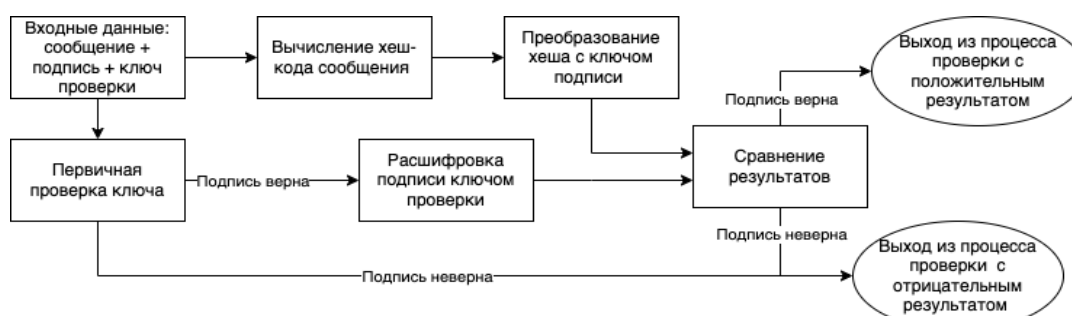 Входные данные:
сообщение +
подпись + ключ
проверки
Вычисление хеш-
кода сообщения
Преобразование
хеша с ключом
подписи
Выход из процесса
проверки с
положительным
результатом
Подпись верна
Первичная
проверка ключа
Подпись верна
Расшифровка
подписи ключом
проверки
Сравнение
результатов
Подпись неверна
Подпись неверна
Выход из процесса
проверки с
отрицательным
результатом